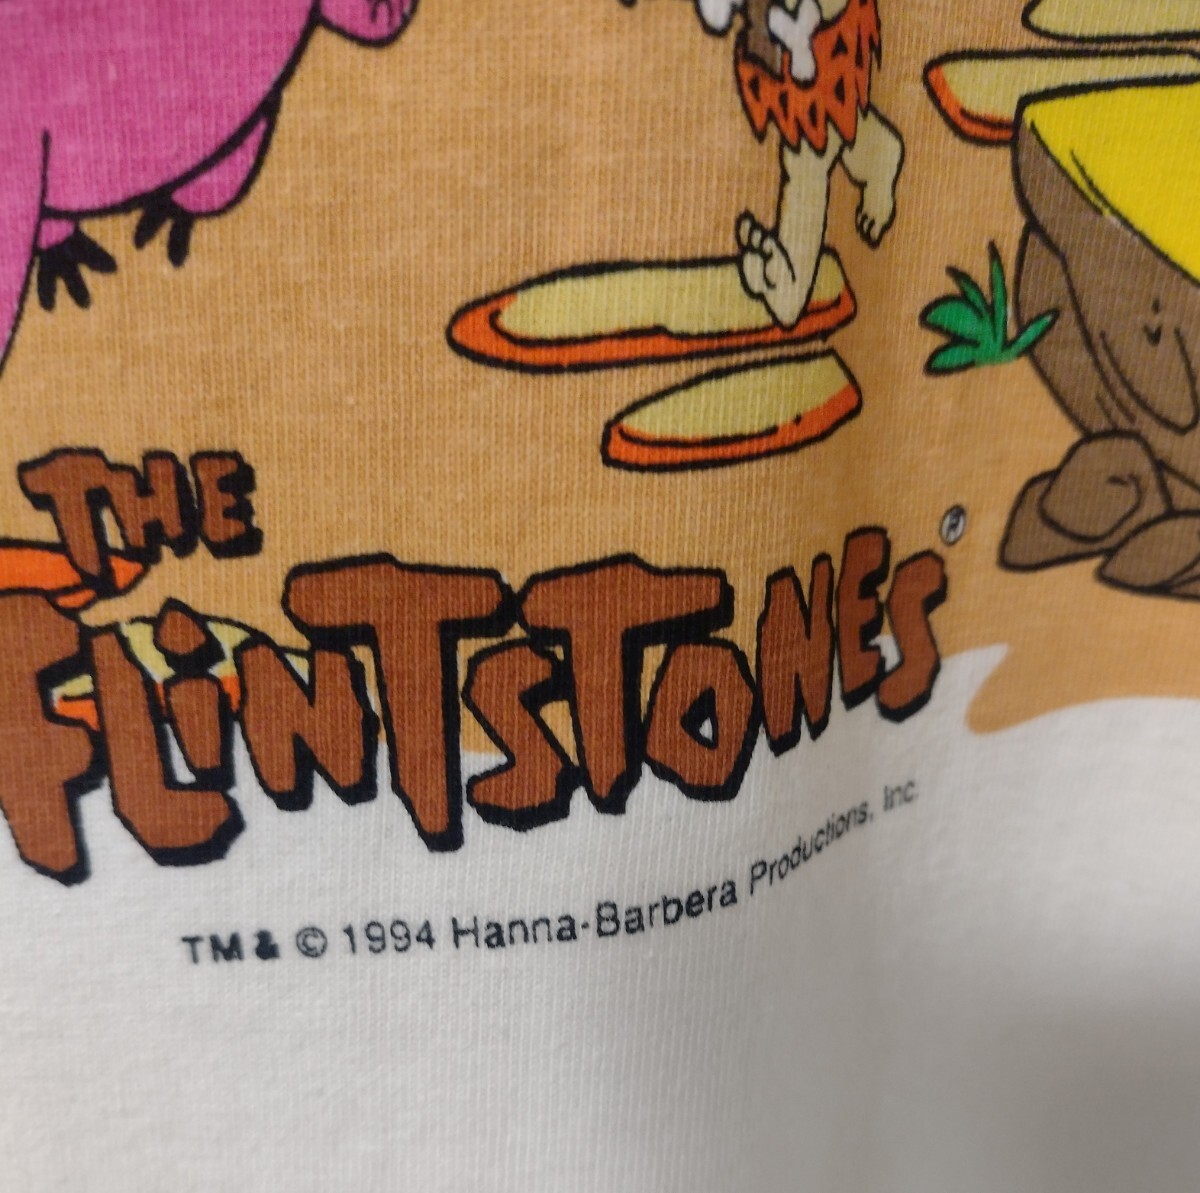 THE
FLiNTSTONES ®
TM & © 1994 Hanna-Barbera Productions, Inc.